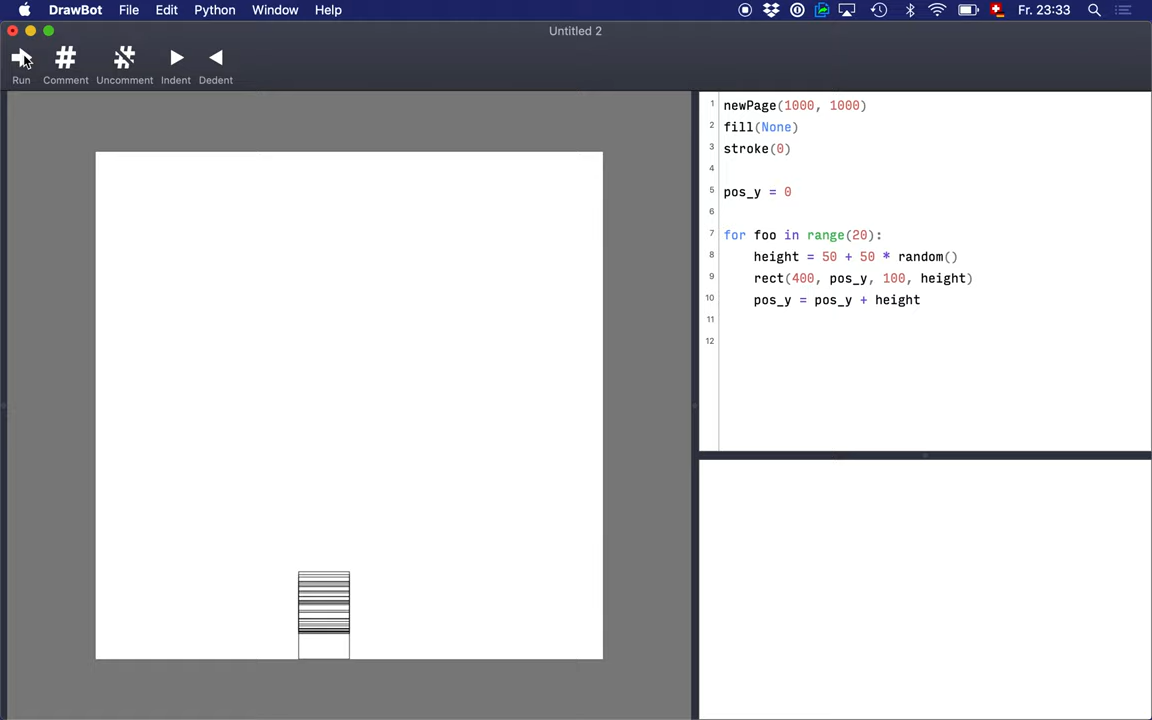 DrawBot File Edit Python Window Help Fr. 23:33
Untitled 2
Run Comment Uncomment Indent Dedent
1 newPage(1000, 1000)
2 fill(None)
3 stroke(0)
4
5 pos_y = 0
6
7 for foo in range(20):
8 height = 50 + 50 * random()
9 rect(400, pos_y, 100, height)
10 pos_y = pos_y + height
11
12